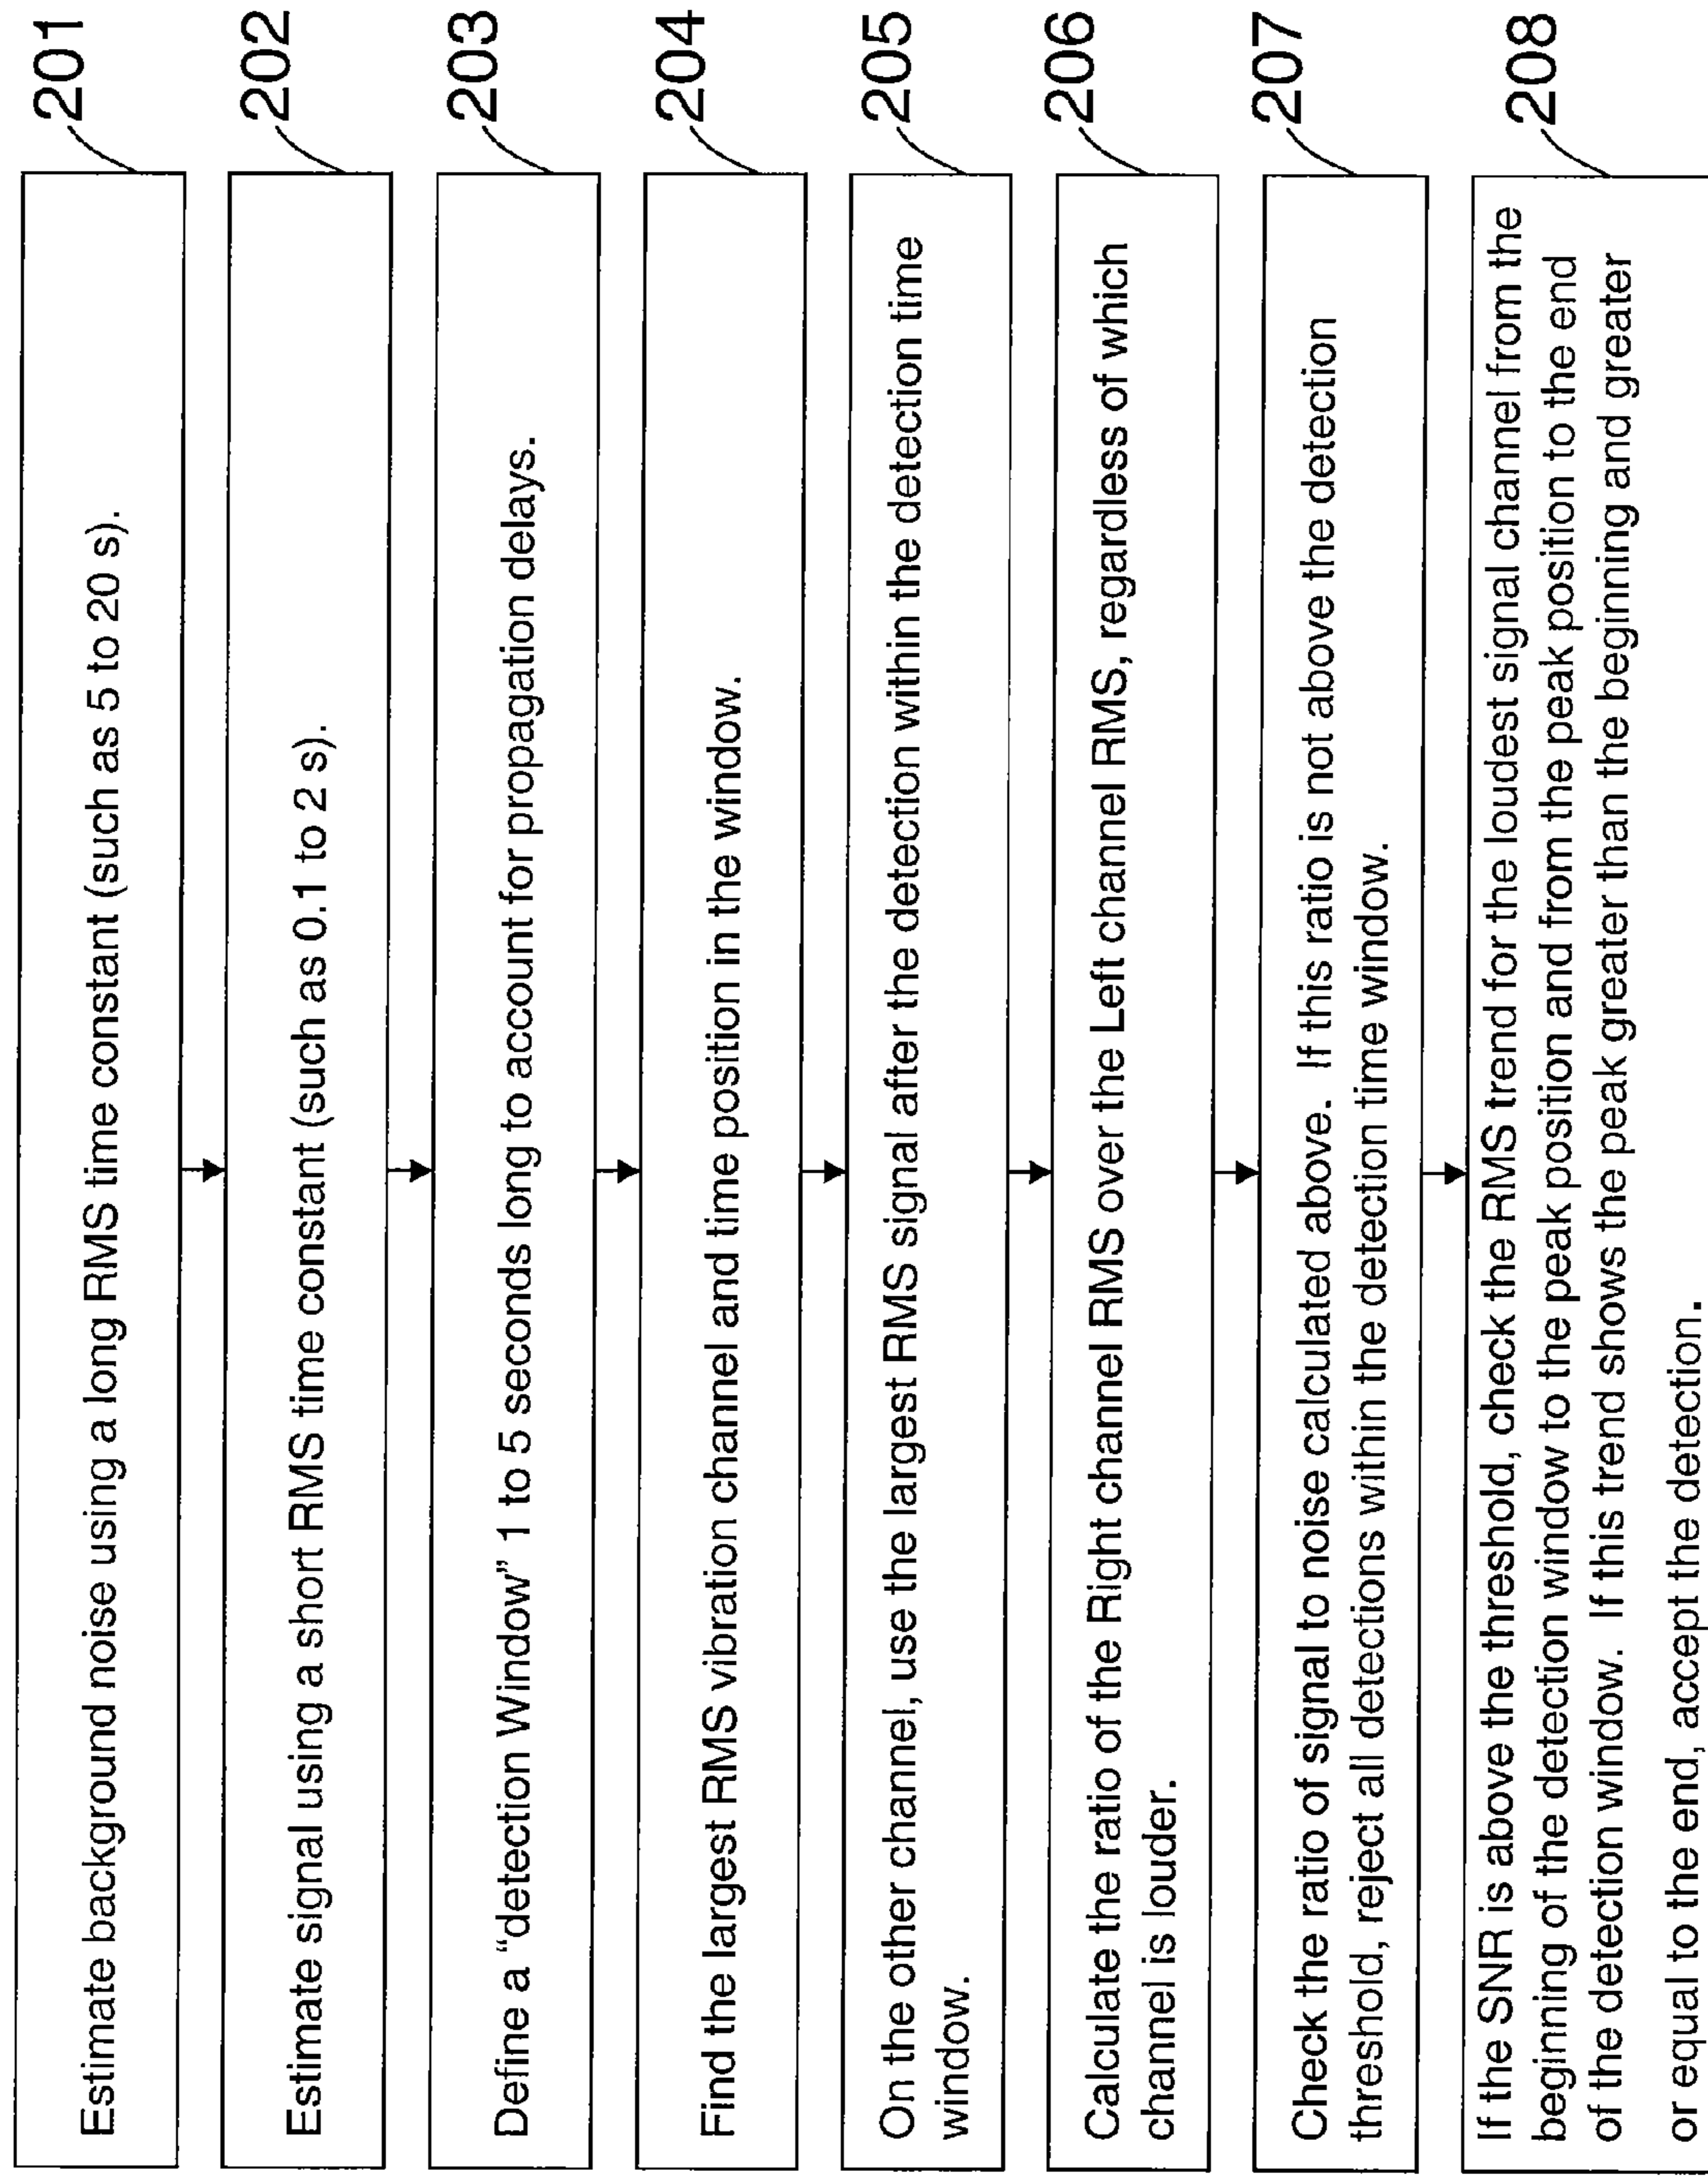 201
Estimate background noise using a long RMS time constant (such as 5 to 20 s).
202
Estimate signal using a short RMS time constant (such as 0.1 to 2 s).
203
Define a “detection Window” 1 to 5 seconds long to account for propagation delays.
204
Find the largest RMS vibration channel and time position in the window.
205
On the other channel, use the largest RMS signal after the detection within the detection time
window.
206
Calculate the ratio of the Right channel RMS over the Left channel RMS, regardless of which
channel is louder.
207
Check the ratio of signal to noise calculated above. If this ratio is not above the detection
threshold, reject all detections within the detection time window.
208
If the SNR is above the threshold, check the RMS trend for the loudest signal channel from the
beginning of the detection window to the peak position and from the peak position to the end
of the detection window. If this trend shows the peak greater than the beginning and greater
or equal to the end, accept the detection.